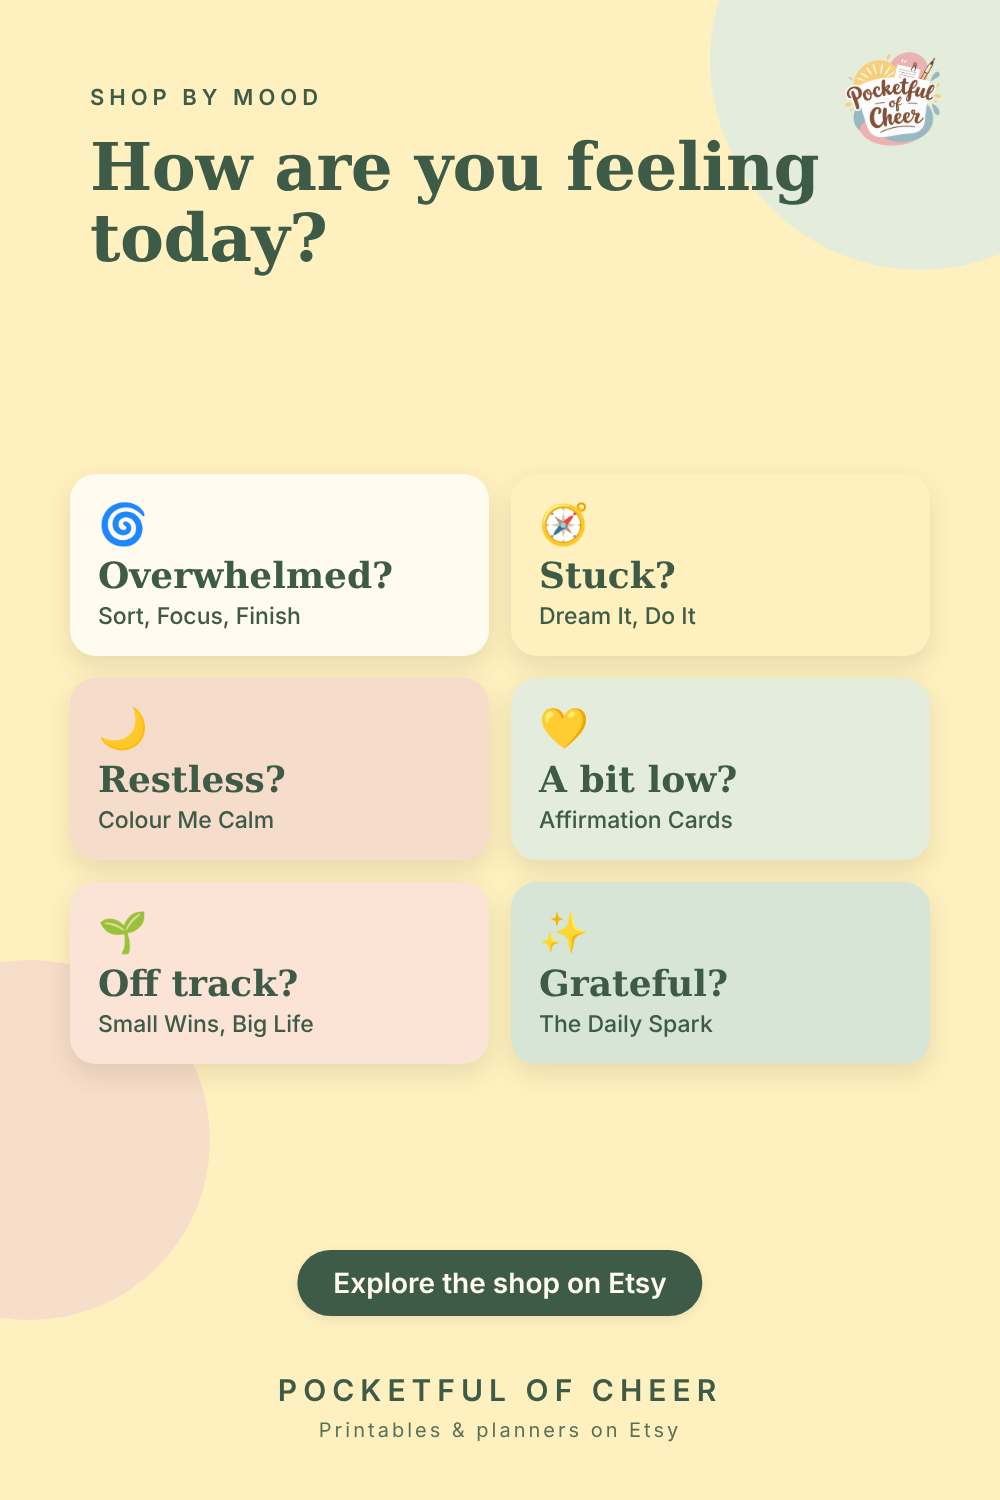 SHOP BY MOOD
Pocketful
of
Cheer
How are you feeling
today?
Overwhelmed?
Sort, Focus, Finish
Stuck?
Dream It, Do It
Restless?
Colour Me Calm
A bit low?
Affirmation Cards
Off track?
Small Wins, Big Life
Grateful?
The Daily Spark
Explore the shop on Etsy
POCKETFUL OF CHEER
Printables & planners on Etsy